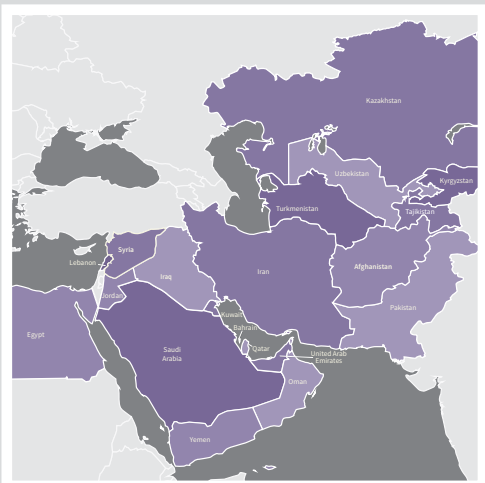 Kazakhstan
Uzbekistan
Kyrgyzstan
Turkmenistan
Tajikistan
Syria
Lebanon
Afghanistan
Iran
Iraq
Jordan
Pakistan
Kuwait
Bahrain
Egypt
Qatar
Saudi
Arabia
United Arab
Emirates
Oman
Yemen